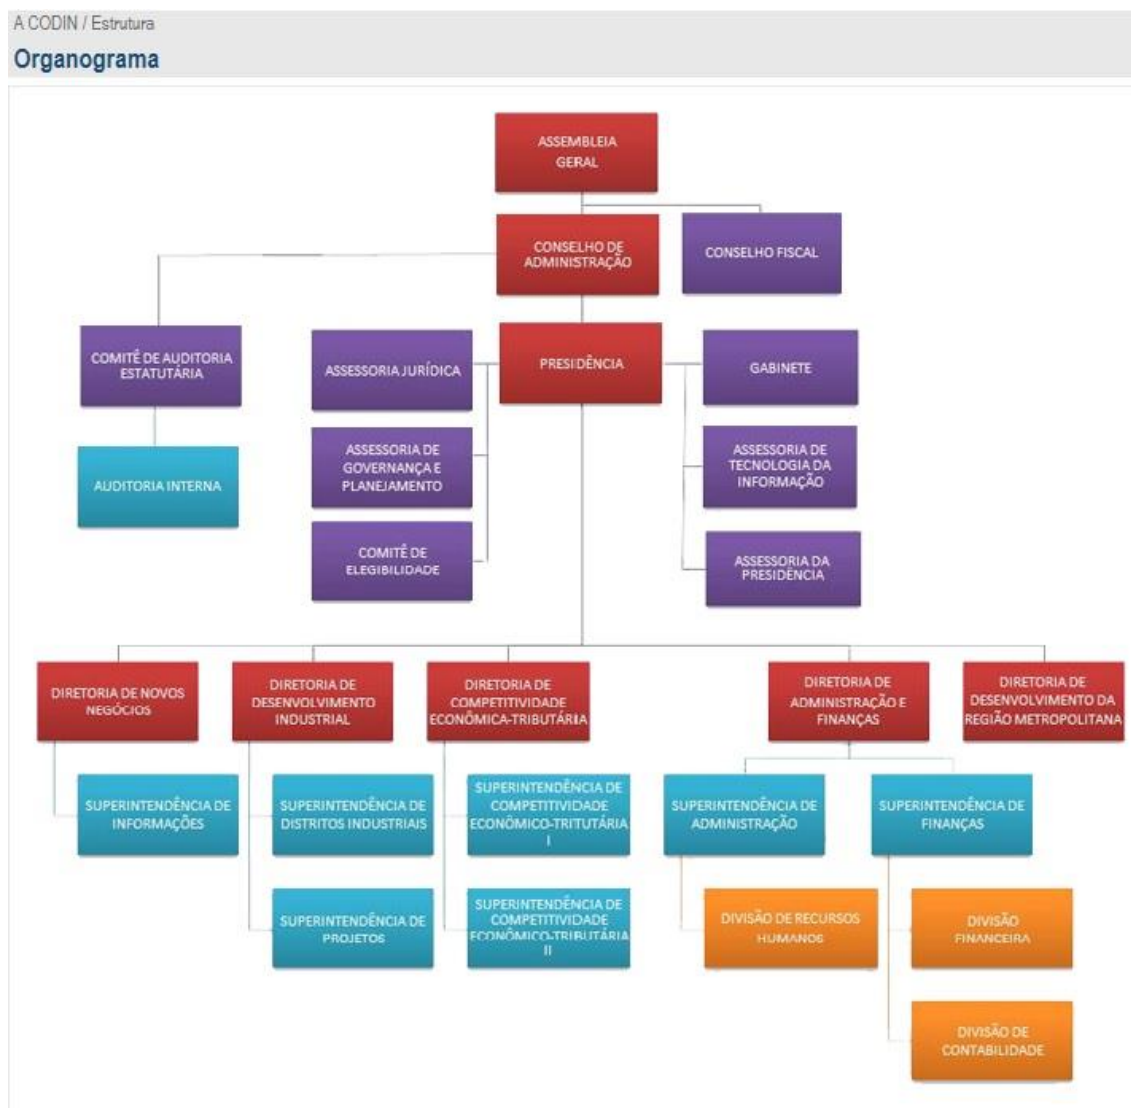 A CODIN / Estrutura
Organograma
ASSEMBLEIA
GERAL
CONSELHO DE
ADMINISTRAÇÃO
CONSELHO FISCAL
COMITÊ DE AUDITORIA
ESTATUTÁRIA
ASSESSORIA JURÍDICA
PRESIDÊNCIA
GABINETE
AUDITORIA INTERNA
ASSESSORIA DE
GOVERNANÇA E
PLANEJAMENTO
ASSESSORIA DE
TECNOLOGIA DA
INFORMAÇÃO
COMITÊ DE
ELEGIBILIDADE
ASSESSORIA DA
PRESIDÊNCIA
DIRETORIA DE NOVOS
NEGÓCIOS
DIRETORIA DE
DESENVOLVIMENTO
INDUSTRIAL
DIRETORIA DE
COMPETITIVIDADE
ECONÔMICA-TRIBUTÁRIA
DIRETORIA DE
ADMINISTRAÇÃO E
FINANÇAS
DIRETORIA DE
DESENVOLVIMENTO DA
REGIÃO METROPOLITANA
SUPERINTENDÊNCIA DE
INFORMAÇÕES
SUPERINTENDÊNCIA DE
DISTRITOS INDUSTRIAIS
SUPERINTENDÊNCIA DE
COMPETITIVIDADE
ECONÔMICO-TRITUTÁRIA
I
SUPERINTENDÊNCIA DE
ADMINISTRAÇÃO
SUPERINTENDÊNCIA DE
FINANÇAS
SUPERINTENDÊNCIA DE
PROJETOS
SUPERINTENDÊNCIA DE
COMPETITIVIDADE
ECONÔMICO-TRIBUTÁRIA
II
DIVISÃO DE RECURSOS
HUMANOS
DIVISÃO
FINANCEIRA
DIVISÃO DE
CONTABILIDADE